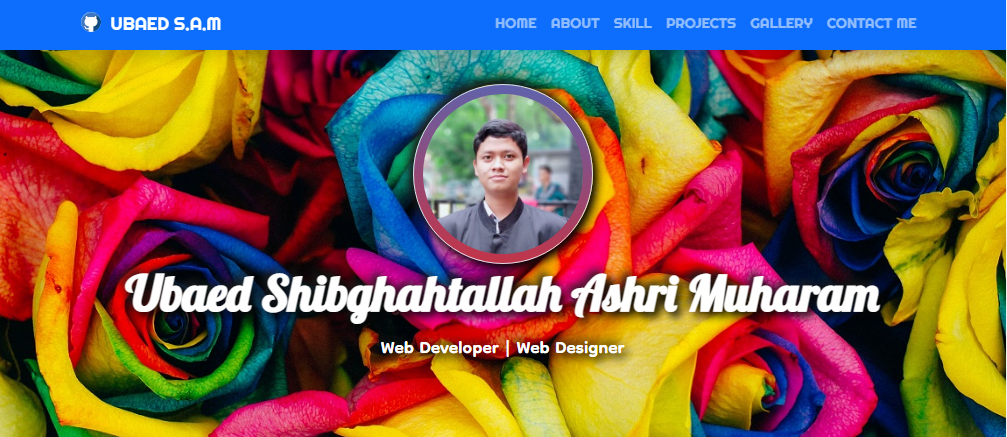 UBAED S.A.M
HOME ABOUT SKILL PROJECTS GALLERY CONTACT ME
Ubaed Shibghahtallah Ashri Muharam
Web Developer | Web Designer